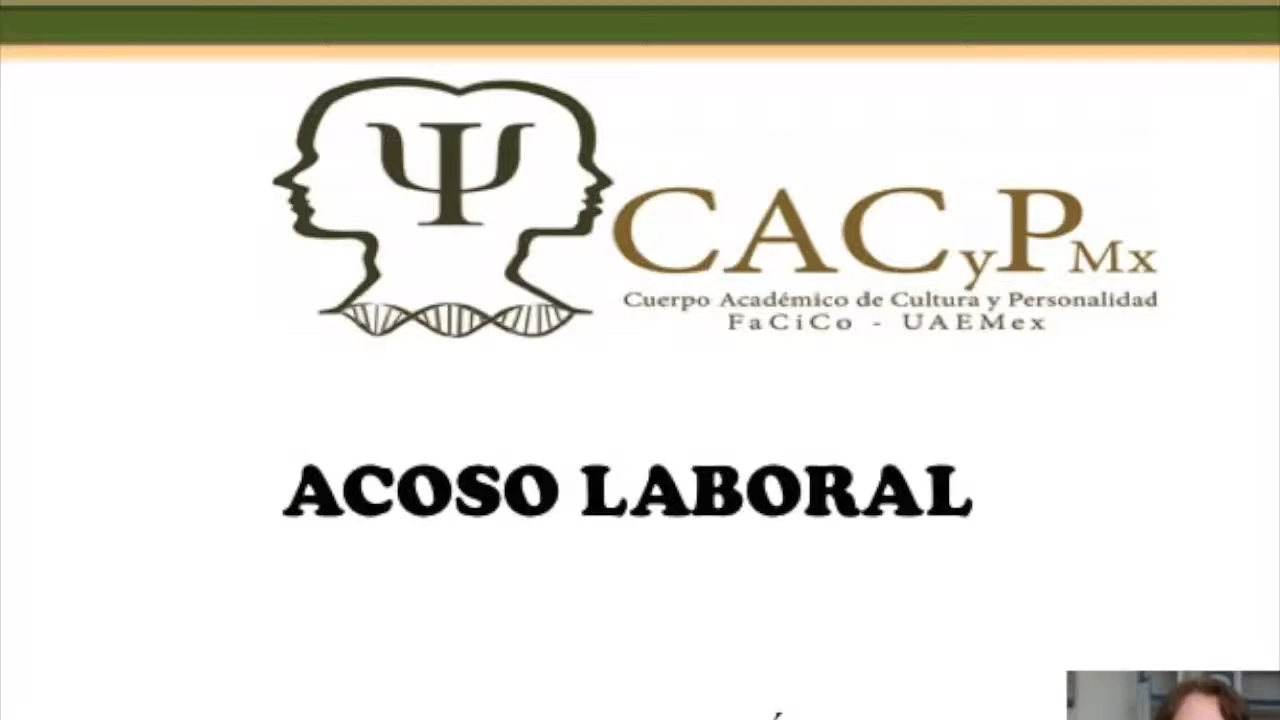 Ψ
CACyPMx
Cuerpo Académico de Cultura y Personalidad
FaCiCo - UAEMex
ACOSO LABORAL